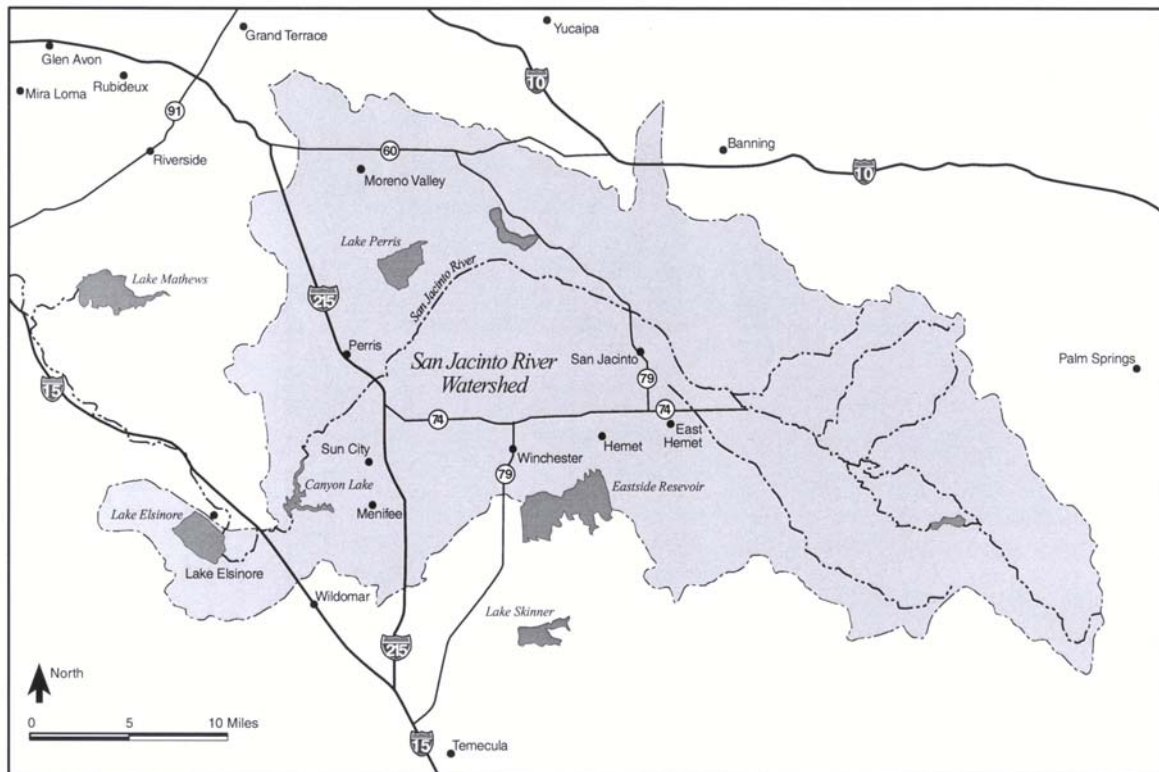 Grand Terrace
Yucaipa
Glen Avon
Rubideux
Mira Loma
10
91
Riverside
60
Banning
10
Moreno Valley
Lake Perris
San Jacinto River
Lake Mathews
215
Perris
San Jacinto River
Watershed
San Jacinto
79
Palm Springs
15
74
74
East
Hemet
Sun City
Winchester
Hemet
79
Canyon Lake
Eastside Resevoir
Menifee
Lake Elsinore
Lake Elsinore
Wildomar
Lake Skinner
215
North
0 5 10 Miles
15
Temecula